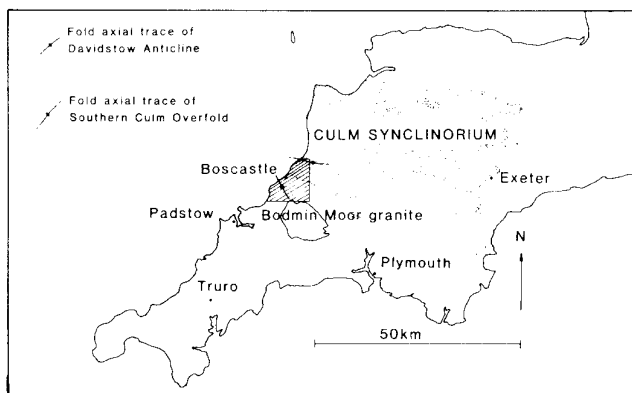 Fold axial trace of
Davidstow Anticline
Fold axial trace of
Southern Culm Overfold
CULM SYNCLINORIUM
Boscastle
Exeter
Padstow
Bodmin Moor granite
N
Plymouth
Truro
50km